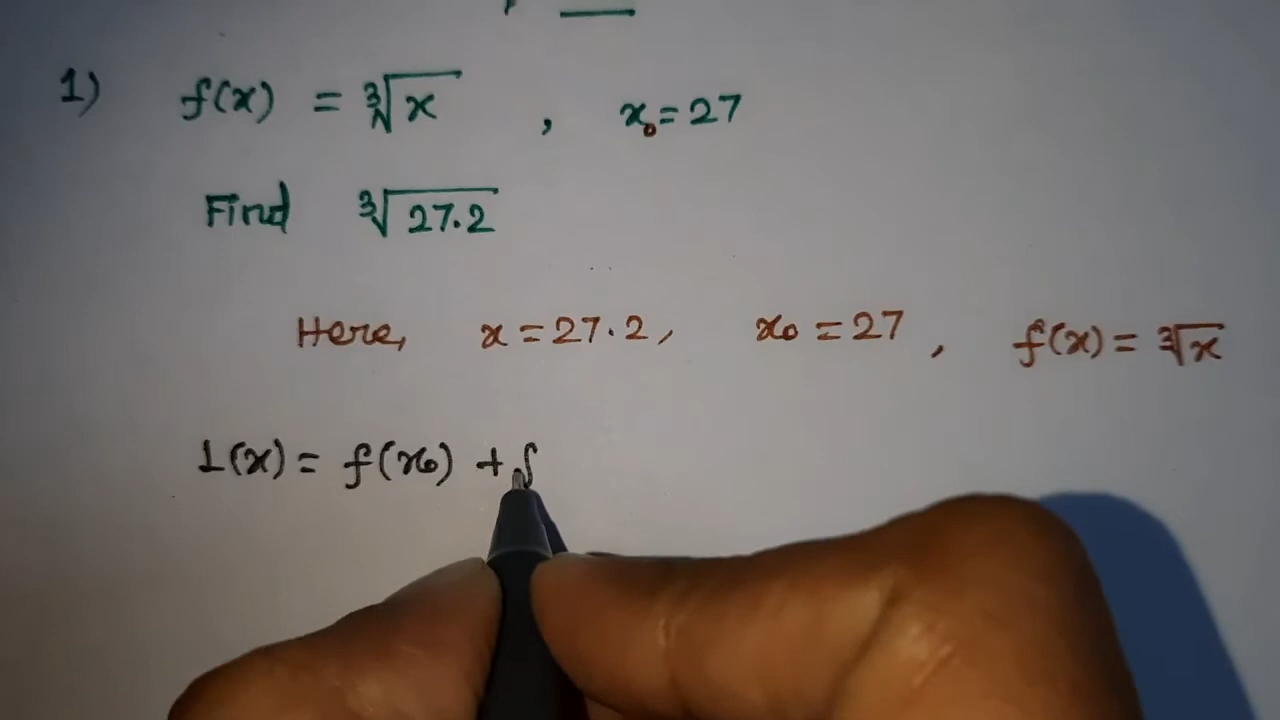 1) f(x) = ∛x , x₀ = 27
Find ∛27.2
Here, x = 27.2, x₀ = 27, f(x) = ∛x
L(x) = f(x₀) + f